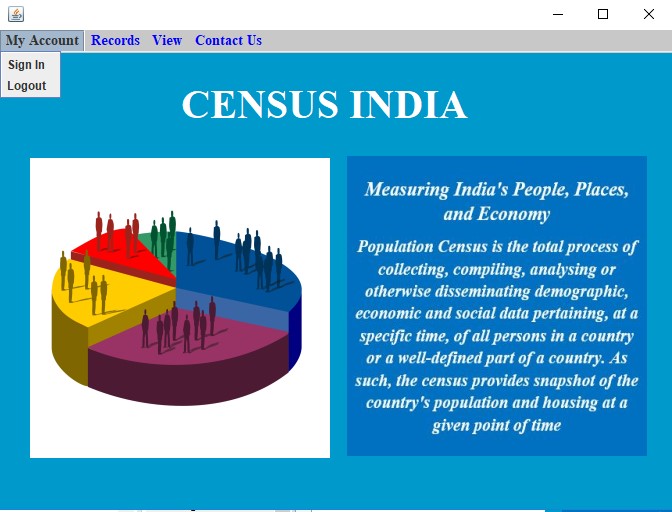 My Account Records View Contact Us
Sign In
Logout
CENSUS INDIA
Measuring India's People, Places,
and Economy
Population Census is the total process of
collecting, compiling, analysing or
otherwise disseminating demographic,
economic and social data pertaining, at a
specific time, of all persons in a country
or a well-defined part of a country. As
such, the census provides snapshot of the
country's population and housing at a
given point of time